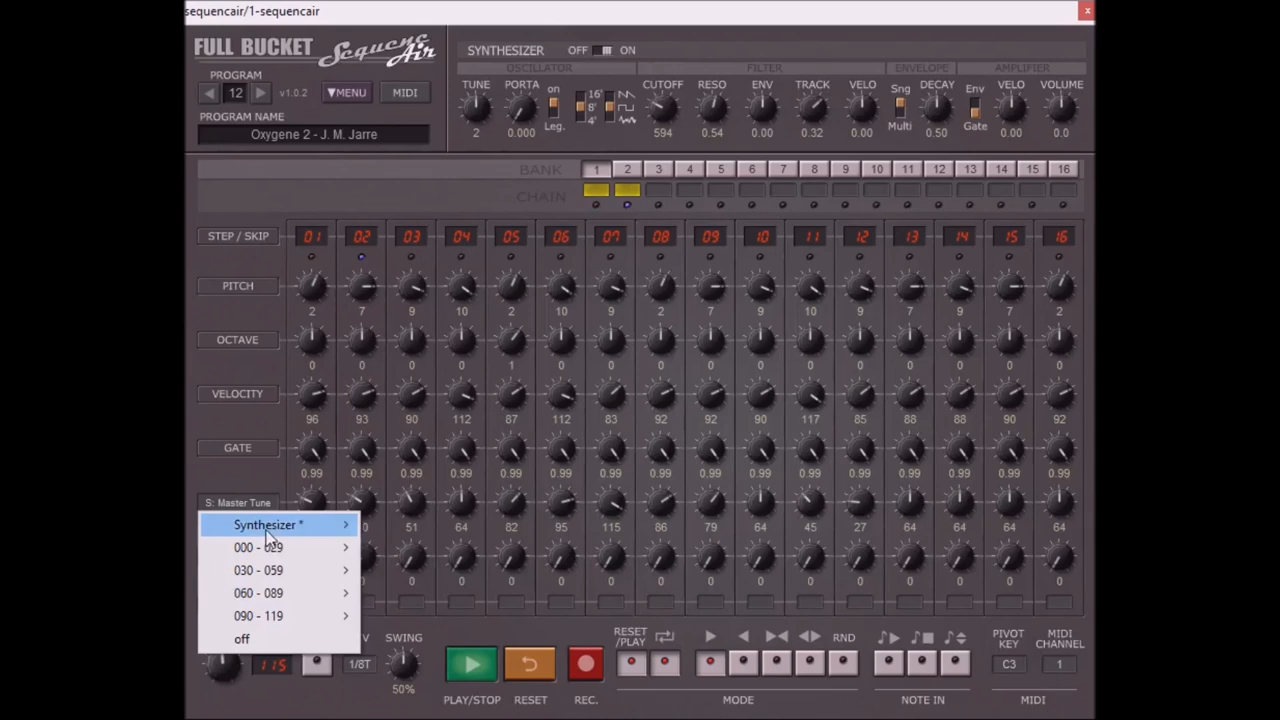 sequencair/1-sequencair
x
FULL BUCKET SequencAir
PROGRAM
12 v1.0.2 ▼MENU MIDI
PROGRAM NAME
Oxygene 2 - J. M. Jarre
SYNTHESIZER OFF ON
OSCILLATOR FILTER ENVELOPE AMPLIFIER
TUNE PORTA on 16' 8' 4' CUTOFF RESO ENV TRACK VELO Sng DECAY Env VELO VOLUME
2 0.000 Leg. 594 0.54 0.00 0.32 0.00 Multi 0.50 Gate 0.00 0.0
BANK 1 2 3 4 5 6 7 8 9 10 11 12 13 14 15 16
CHAIN
STEP / SKIP 01 02 03 04 05 06 07 08 09 10 11 12 13 14 15 16
PITCH
2 7 9 10 2 10 9 2 7 9 10 9 7 9 7 2
OCTAVE
0 0 0 0 1 0 0 0 0 0 0 0 0 0 0 0
VELOCITY
96 93 90 112 87 112 83 92 92 90 117 85 88 88 90 92
GATE
0.99 0.99 0.99 0.99 0.99 0.99 0.99 0.99 0.99 0.99 0.99 0.99 0.99 0.99 0.99 0.99
S: Master Tune
0 51 64 82 95 115 86 79 64 45 27 64 64 64 64
0 0 0 0 0 0 0 0 0 0 0 0 0 0
Synthesizer *
000 - 029
030 - 059
060 - 089
090 - 119
off
115 1/8T
SWING
50%
PLAY/STOP RESET REC.
RESET /PLAY RND
MODE
NOTE IN
PIVOT KEY MIDI CHANNEL
C3 1
MIDI